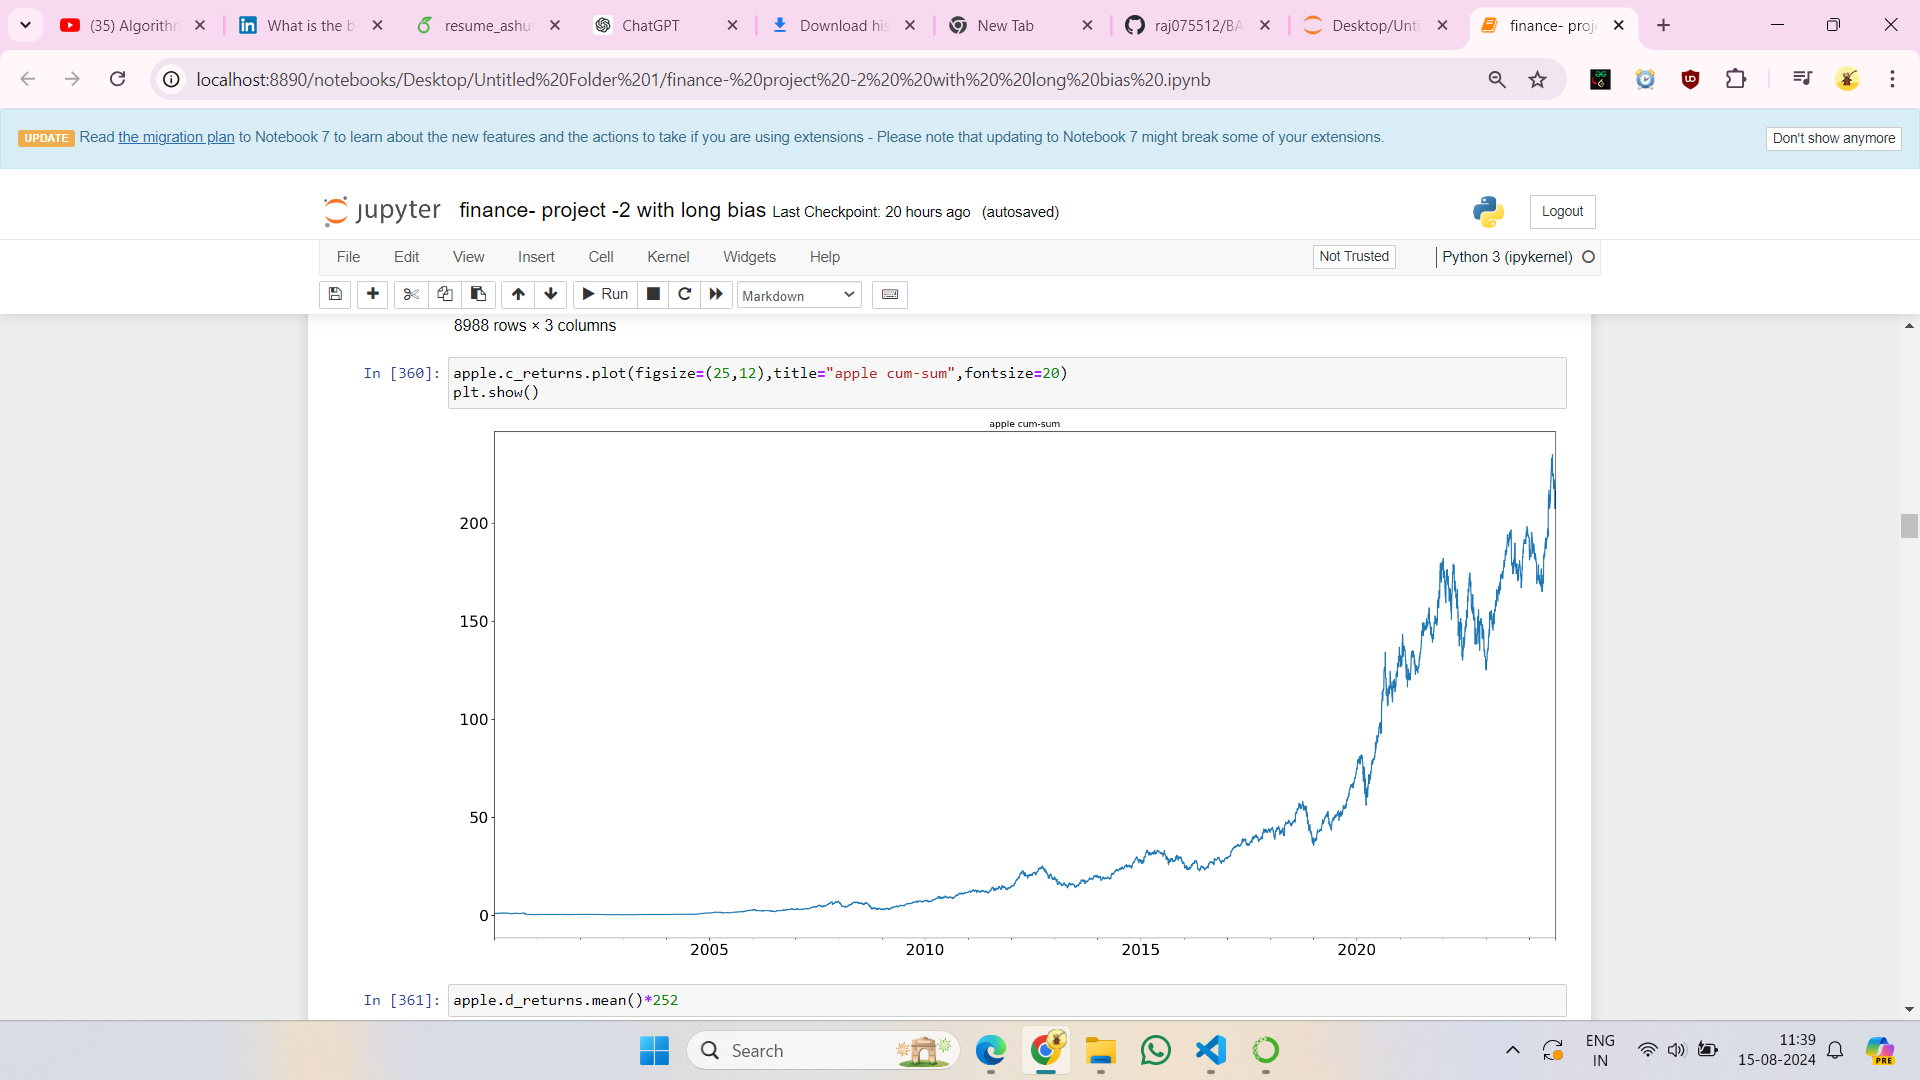 (35) Algorithm
What is the b
resume_ashut
ChatGPT
Download his
New Tab
raj075512/BA
Desktop/Unti
finance- proje
localhost:8890/notebooks/Desktop/Untitled%20Folder%201/finance-%20project%20-2%20%20with%20%20long%20bias%20.ipynb
UPDATE Read the migration plan to Notebook 7 to learn about the new features and the actions to take if you are using extensions - Please note that updating to Notebook 7 might break some of your extensions.
Don't show anymore
jupyter finance- project -2 with long bias Last Checkpoint: 20 hours ago (autosaved)
Logout
File Edit View Insert Cell Kernel Widgets Help
Not Trusted
Python 3 (ipykernel)
Run
Markdown
8988 rows × 3 columns
In [360]: apple.c_returns.plot(figsize=(25,12),title="apple cum-sum",fontsize=20)
plt.show()
apple cum-sum
200
150
100
50
0
2005 2010 2015 2020
In [361]: apple.d_returns.mean()*252
Search
PRE
ENG
IN
11:39
15-08-2024